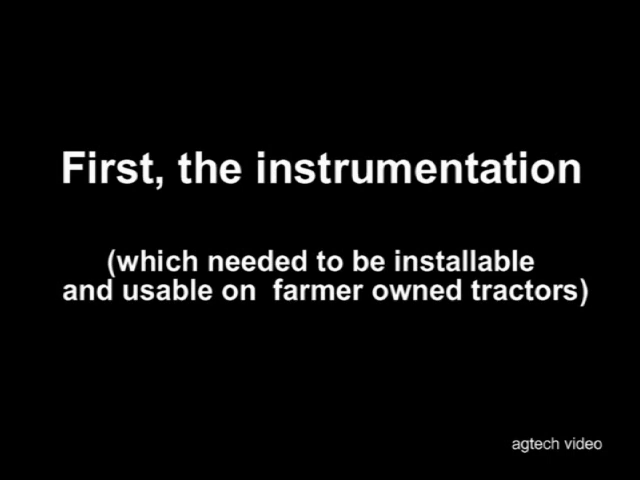 First, the instrumentation
(which needed to be installable
and usable on  farmer owned tractors)
agtech video